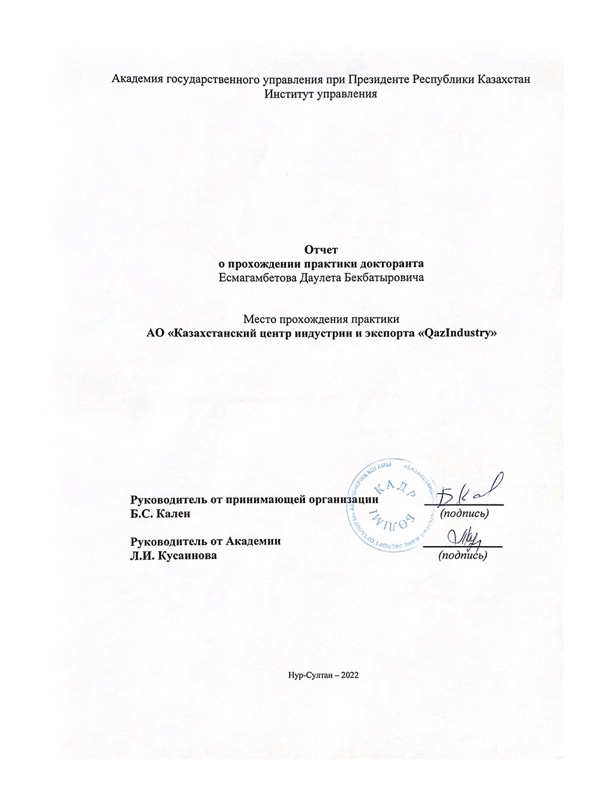 Академия государственного управления при Президенте Республики Казахстан
Институт управления
Отчет
о прохождении практики докторанта
Есмагамбетова Даулета Бекбатыровича
Место прохождения практики
АО «Казахстанский центр индустрии и экспорта «QazIndustry»
Руководитель от принимающей организации
Б.С. Кален
(подпись)
КАДР
БӨЛІМІ
Руководитель от Академии
Л.И. Кусаинова
(подпись)
Нур-Султан – 2022